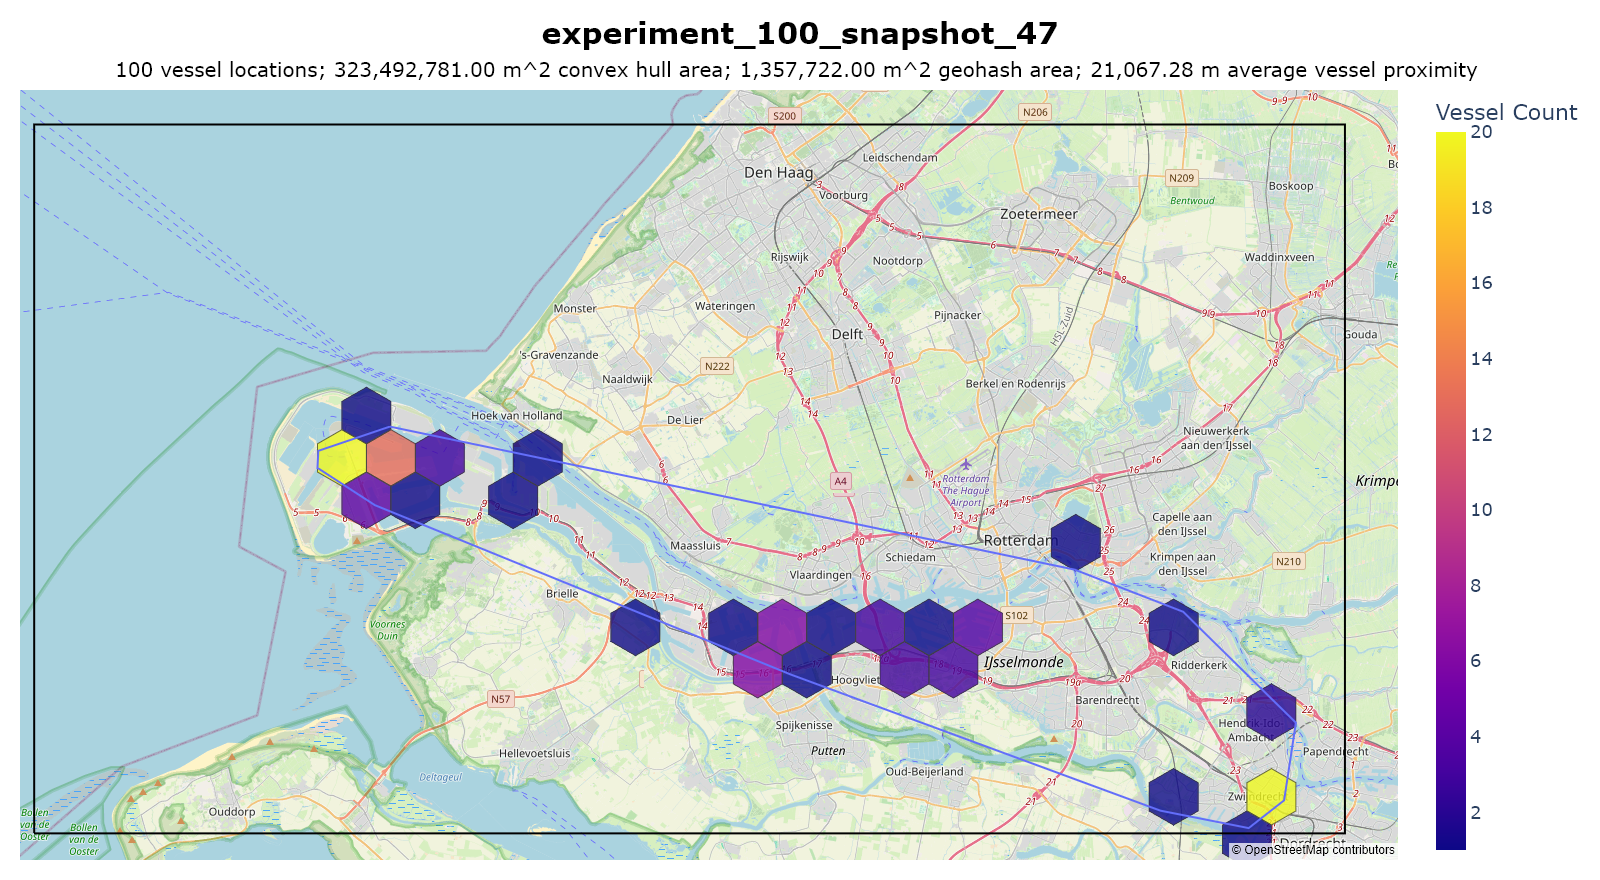 experiment_100_snapshot_47
100 vessel locations; 323,492,781.00 m^2 convex hull area; 1,357,722.00 m^2 geohash area; 21,067.28 m average vessel proximity
Vessel Count
20
18
16
14
12
10
8
6
4
2
S200
N206
Den Haag
Leidschendam
Voorburg
N209
Boskoop
Bentwoud
Zoetermeer
Rijswijk
Nootdorp
Waddinxveen
Monster
Wateringen
Pijnacker
HSL-Zuid
Delft
Gouda
's-Gravenzande
N222
Naaldwijk
Berkel en Rodenrijs
Hoek van Holland
De Lier
Nieuwerkerk
aan den IJssel
A4
Rotterdam
The Hague
Airport
Krimpe
Capelle aan
den IJssel
Maassluis
Schiedam
Rotterdam
Krimpen aan
den IJssel
N210
Vlaardingen
Brielle
S102
Voornes
Duin
IJsselmonde
Ridderkerk
Hoogvliet
N57
Barendrecht
Spijkenisse
Hendrik-Ido-
Ambacht
Putten
Papendrecht
Hellevoetsluis
Oud-Beijerland
Deltageul
Zwijndrecht
Ouddorp
Bollen
van de
Ooster
Bollen
van de
Ooster
Dordrecht
© OpenStreetMap contributors